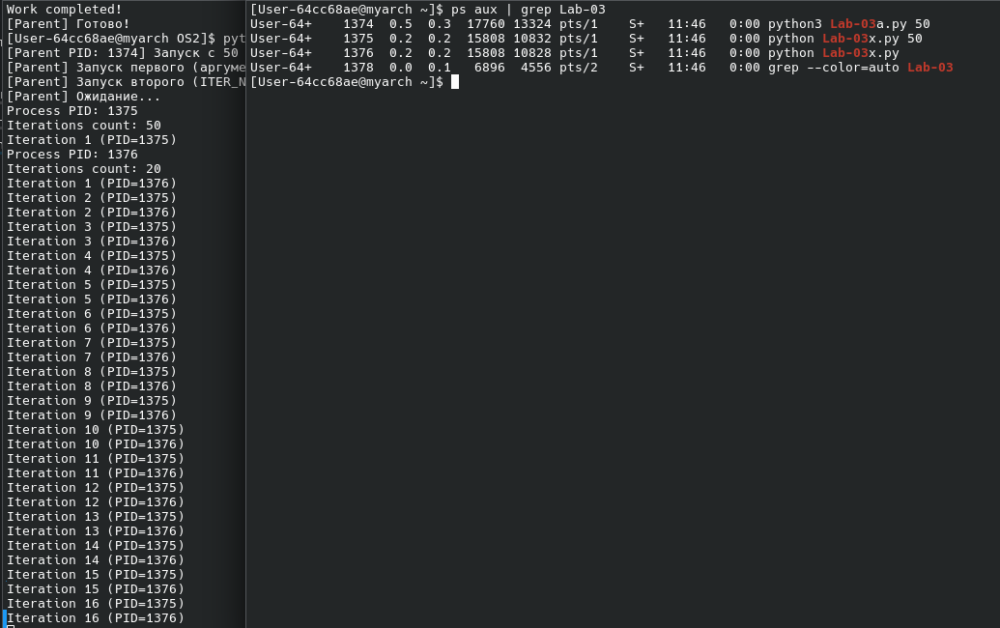 Work completed!
[Parent] Готово!
[User-64cc68ae@myarch OS2]$ pyt
[Parent PID: 1374] Запуск с 50
[Parent] Запуск первого (аргуме
[Parent] Запуск второго (ITER_N
[Parent] Ожидание...
Process PID: 1375
Iterations count: 50
Iteration 1 (PID=1375)
Process PID: 1376
Iterations count: 20
Iteration 1 (PID=1376)
Iteration 2 (PID=1375)
Iteration 2 (PID=1376)
Iteration 3 (PID=1375)
Iteration 3 (PID=1376)
Iteration 4 (PID=1375)
Iteration 4 (PID=1376)
Iteration 5 (PID=1375)
Iteration 5 (PID=1376)
Iteration 6 (PID=1375)
Iteration 6 (PID=1376)
Iteration 7 (PID=1375)
Iteration 7 (PID=1376)
Iteration 8 (PID=1375)
Iteration 8 (PID=1376)
Iteration 9 (PID=1375)
Iteration 9 (PID=1376)
Iteration 10 (PID=1375)
Iteration 10 (PID=1376)
Iteration 11 (PID=1375)
Iteration 11 (PID=1376)
Iteration 12 (PID=1375)
Iteration 12 (PID=1376)
Iteration 13 (PID=1375)
Iteration 13 (PID=1376)
Iteration 14 (PID=1375)
Iteration 14 (PID=1376)
Iteration 15 (PID=1375)
Iteration 15 (PID=1376)
Iteration 16 (PID=1375)
Iteration 16 (PID=1376)
[User-64cc68ae@myarch ~]$ ps aux | grep Lab-03
User-64+    1374  0.5  0.3  17760 13324 pts/1    S+   11:46   0:00 python3 Lab-03a.py 50
User-64+    1375  0.2  0.2  15808 10832 pts/1    S+   11:46   0:00 python Lab-03x.py 50
User-64+    1376  0.2  0.2  15808 10828 pts/1    S+   11:46   0:00 python Lab-03x.py
User-64+    1378  0.0  0.1   6896  4556 pts/2    S+   11:46   0:00 grep --color=auto Lab-03
[User-64cc68ae@myarch ~]$